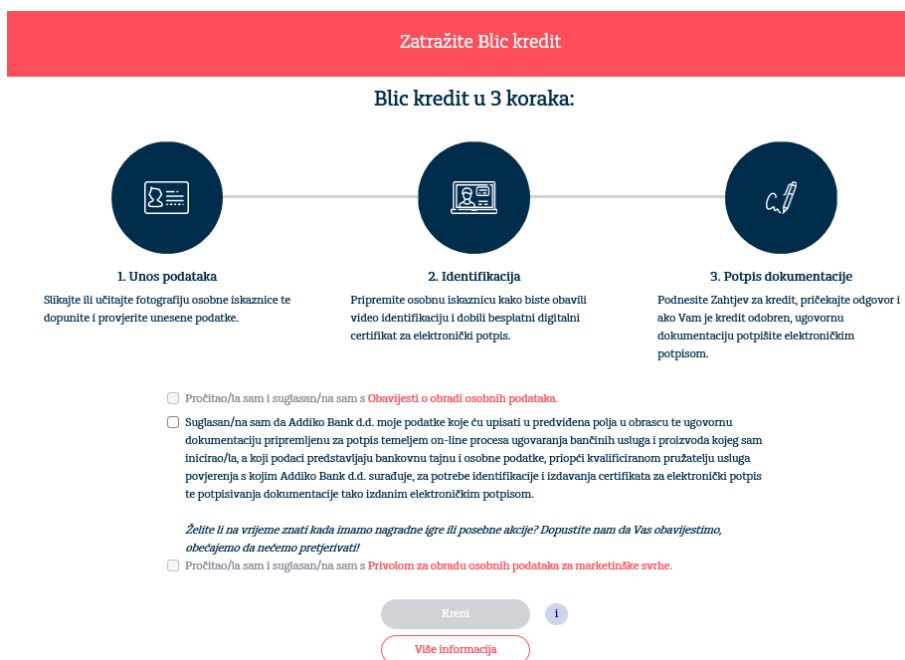 Zatražite Blic kredit
Blic kredit u 3 koraka:
1. Unos podataka
Slikajte ili učitajte fotografiju osobne iskaznice te
dopunite i provjerite unesene podatke.
2. Identifikacija
Pripremite osobnu iskaznicu kako biste obavili
video identifikaciju i dobili besplatni digitalni
certifikat za elektronički potpis.
3. Potpis dokumentacije
Podnesite Zahtjev za kredit, pričekajte odgovor i
ako Vam je kredit odobren, ugovornu
dokumentaciju potpišite elektroničkim
potpisom.
Pročitao/la sam i suglasan/na sam s Obavijesti o obradi osobnih podataka.
Suglasan/na sam da Addiko Bank d.d. moje podatke koje ću upisati u predviđena polja u obrascu te ugovornu
dokumentaciju pripremljenu za potpis temeljem on-line procesa ugovaranja bančinih usluga i proizvoda kojeg sam
inicirao/la, a koji podaci predstavljaju bankovnu tajnu i osobne podatke, priopći kvalificiranom pružatelju usluga
povjerenja s kojim Addiko Bank d.d. surađuje, za potrebe identifikacije i izdavanja certifikata za elektronički potpis
te potpisivanja dokumentacije tako izdanim elektroničkim potpisom.
Želite li na vrijeme znati kada imamo nagradne igre ili posebne akcije? Dopustite nam da Vas obavijestimo,
obećajemo da nećemo pretjerivati!
Pročitao/la sam i suglasan/na sam s Privolom za obradu osobnih podataka za marketinške svrhe.
Kreni
i
Više informacija